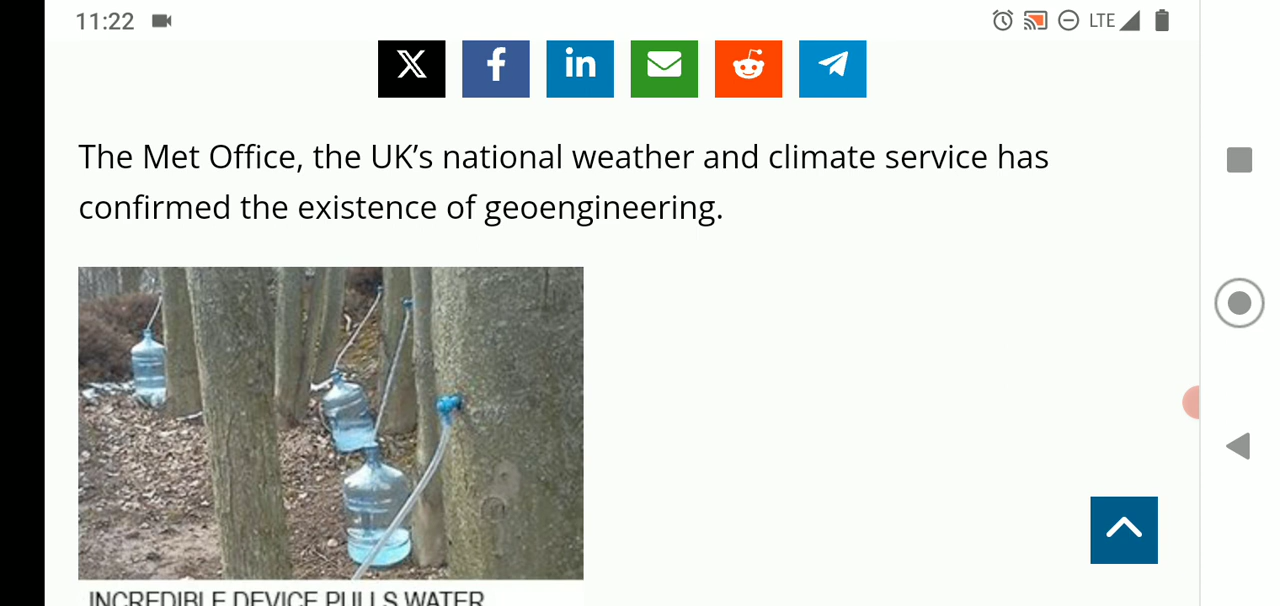 11:22
LTE
The Met Office, the UK’s national weather and climate service has
confirmed the existence of geoengineering.
INCREDIBLE DEVICE PULLS WATER